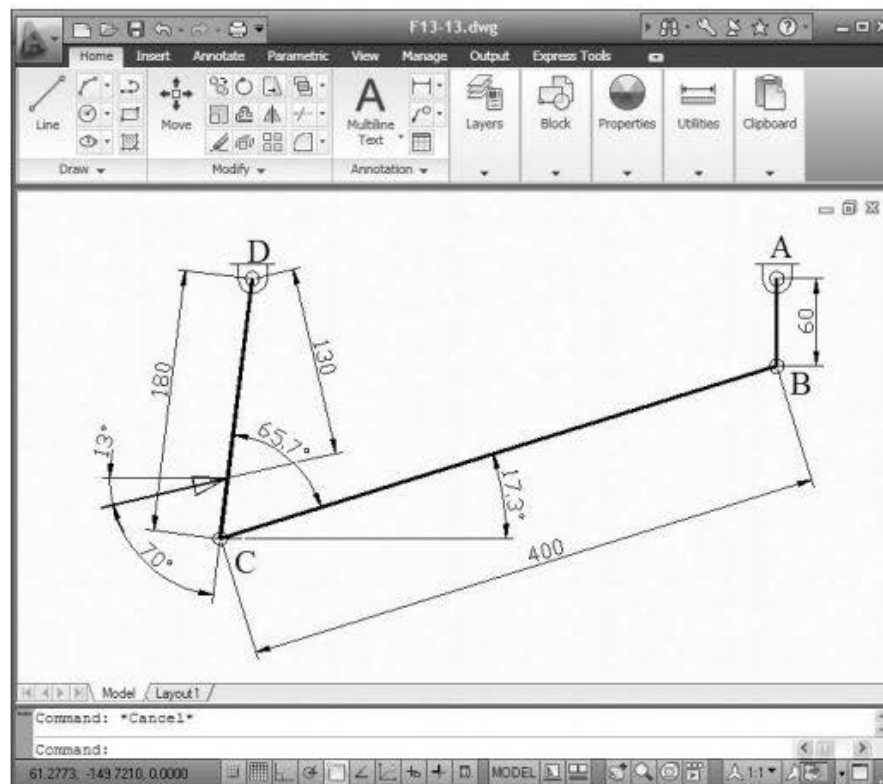 F13-13.dwg
Home Insert Annotate Parametric View Manage Output Express Tools
Line Move A Multiline Text Layers Block Properties Utilities Clipboard
Draw Modify Annotation
D A
60
130
180
B
65.7°
13°
17.3°
C
70°
400
Model Layout1
Command: *Cancel*
Command:
61.2773, -149.7210, 0.0000 MODEL 1:1